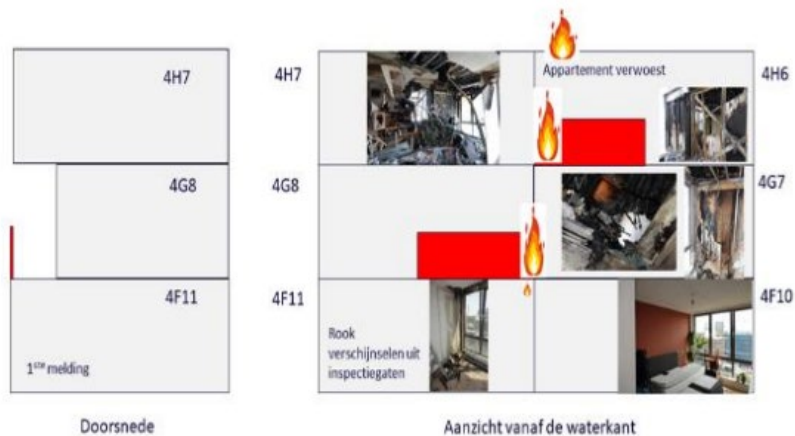 4H7
4G8
4F11
1ste melding
Doorsnede
4H7
Appartement verwoest
4H6
4G8
4G7
4F11
4F10
Rook
verschijnselen uit
inspectiegaten
Aanzicht vanaf de waterkant